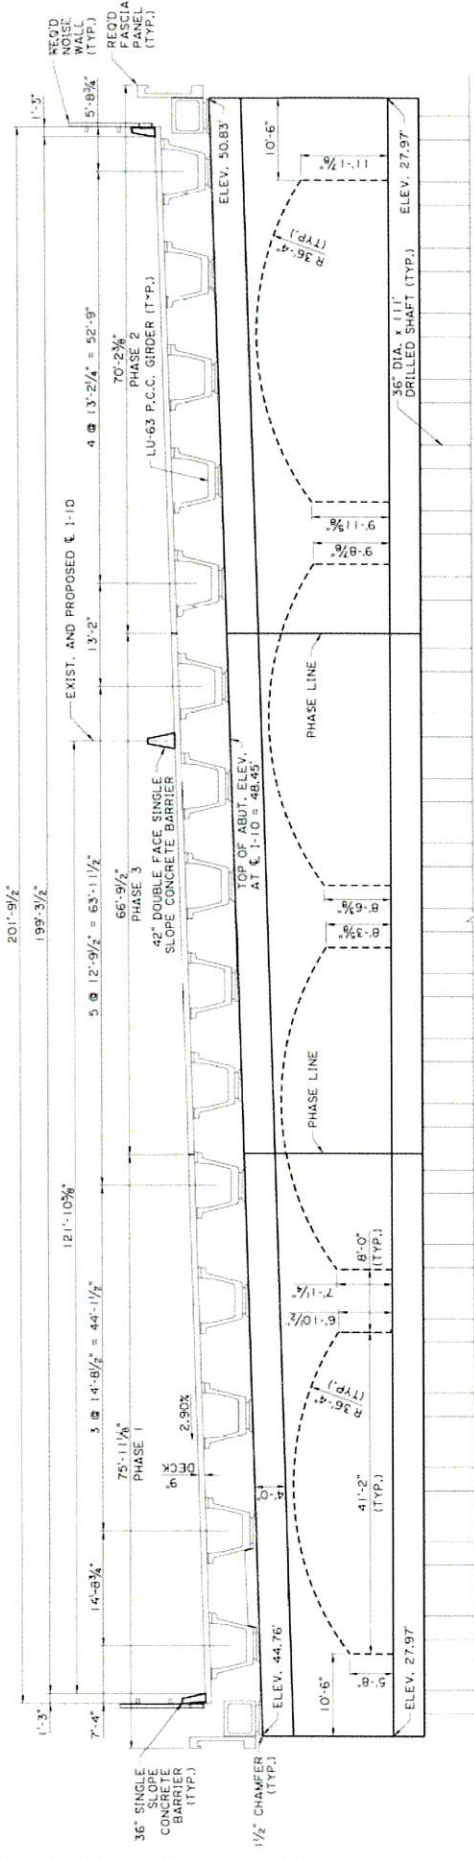 201'-9½"
199'-3½"
1'-3"
1'-3"
121'-10⅝"
EXIST. AND PROPOSED ℄ I-10
7'-4"
14'-8¾"
3 @ 14'-8½" = 44'-1½"
5 @ 12'-9½" = 63'-11½"
13'-2"
4 @ 13'-2¼" = 52'-9"
5'-8¾"
REQ'D
NOISE
WALL
(TYP.)
REQ'D
FASCIA
PANEL
(TYP.)
75'-11⅛"
PHASE 1
66'-9½"
PHASE 3
70'-2⅜"
PHASE 2
36" SINGLE
SLOPE
CONCRETE
BARRIER
(TYP.)
9"
DECK
2.90%
42" DOUBLE FACE SINGLE
SLOPE CONCRETE BARRIER
LU-63 P.C.C. GIRDER (TYP.)
1½" CHAMFER
(TYP.)
ELEV. 44.76'
4'-0"
TOP OF ABUT. ELEV.
AT ℄ I-10 = 48.45'
ELEV. 50.83'
10'-6"
5'-8"
R 36'-4"
(TYP.)
41'-2"
(TYP.)
6'-10½"
7'-1¼"
8'-0"
(TYP.)
PHASE LINE
8'-3⅝"
8'-6⅜"
PHASE LINE
9'-8⅞"
9'-11⅝"
R 36'-4"
(TYP.)
10'-6"
11'-1⅞"
ELEV. 27.97'
ELEV. 27.97'
36" DIA. x 111'
DRILLED SHAFT (TYP.)